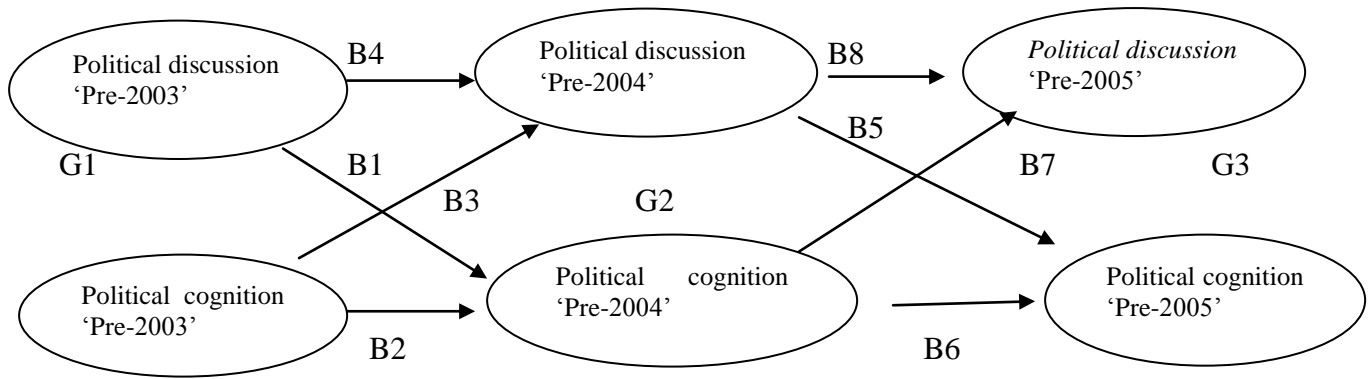 Political discussion
‘Pre-2003’
B4
Political discussion
‘Pre-2004’
B8
Political discussion
‘Pre-2005’
G1
B1
B3
G2
B5
B7
G3
Political cognition
‘Pre-2003’
B2
Political cognition
‘Pre-2004’
B6
Political cognition
‘Pre-2005’